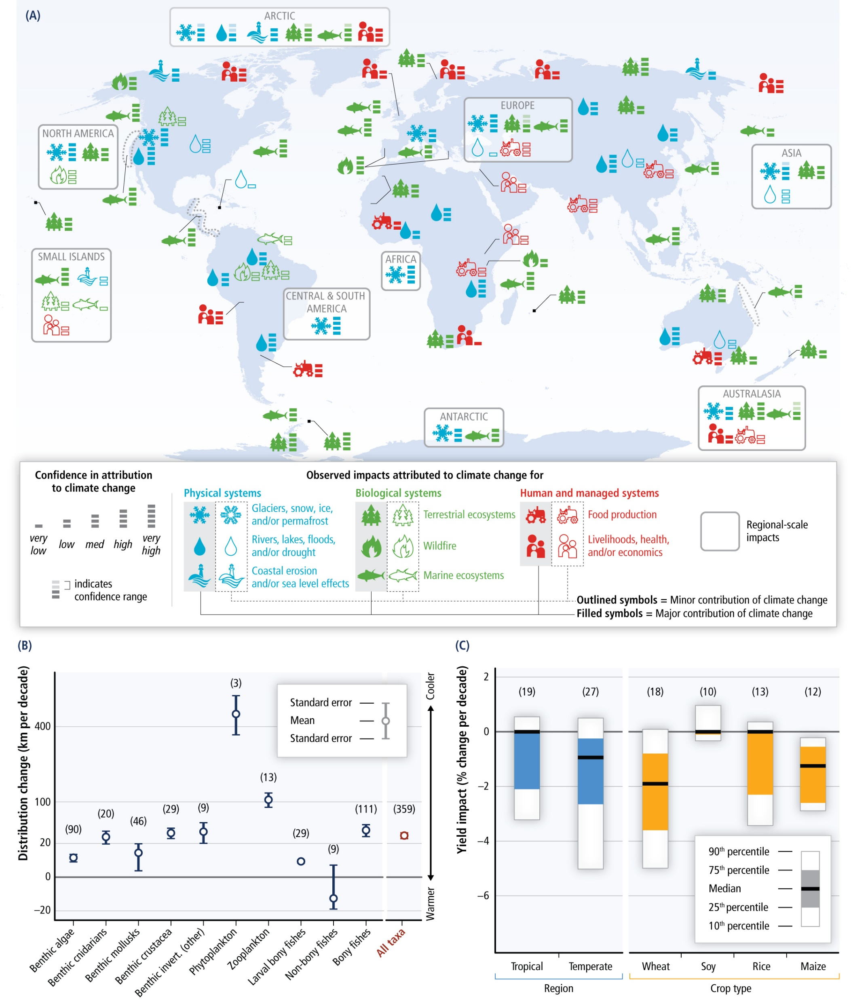 (A)
ARCTIC
EUROPE
NORTH AMERICA
ASIA
SMALL ISLANDS
AFRICA
CENTRAL & SOUTH
AMERICA
AUSTRALASIA
ANTARCTIC
Confidence in attribution
to climate change
very
low
low
med
high
very
high
indicates
confidence range
Observed impacts attributed to climate change for
Physical systems
Glaciers, snow, ice,
and/or permafrost
Rivers, lakes, floods,
and/or drought
Coastal erosion
and/or sea level effects
Biological systems
Terrestrial ecosystems
Wildfire
Marine ecosystems
Human and managed systems
Food production
Livelihoods, health,
and/or economics
Regional-scale
impacts
Outlined symbols = Minor contribution of climate change
Filled symbols = Major contribution of climate change
(B)
Distribution change (km per decade)
400
100
20
0
−20
(90)
(20)
(46)
(29)
(9)
(3)
(13)
(29)
(9)
(111)
(359)
Standard error
Mean
Standard error
Cooler
Warmer
Benthic algae
Benthic cnidarians
Benthic mollusks
Benthic crustacea
Benthic invert. (other)
Phytoplankton
Zooplankton
Larval bony fishes
Non-bony fishes
Bony fishes
All taxa
(C)
Yield impact (% change per decade)
2
0
−2
−4
−6
(19)
(27)
(18)
(10)
(13)
(12)
90th percentile
75th percentile
Median
25th percentile
10th percentile
Tropical
Temperate
Wheat
Soy
Rice
Maize
Region
Crop type